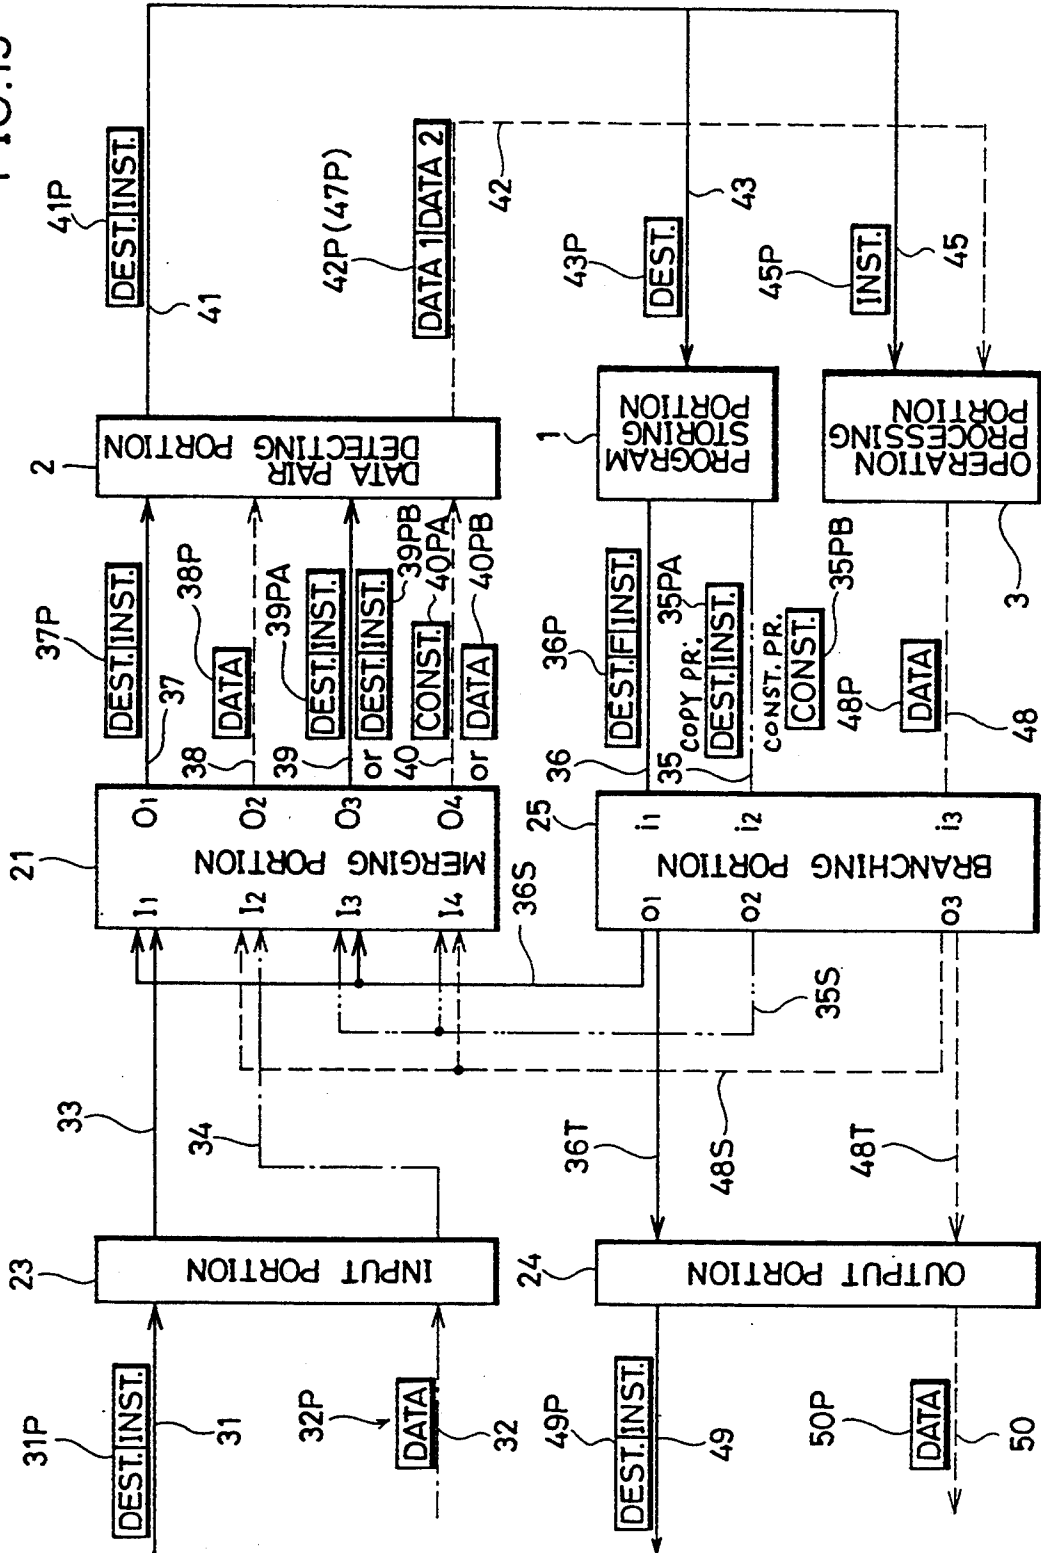 41P
DEST. INST.
41
42P(47P)
DATA 1 DATA 2
42
43P
DEST.
43
45P
INST.
45
2
DATA PAIR
DETECTING PORTION
1
PROGRAM
STORING
PORTION
OPERATION
PROCESSING
PORTION
3
37P
DEST. INST.
37
38P
DATA
38
39PA
DEST. INST.
39
or
DEST. INST.
39PB
40PA
CONST.
40
or
DATA
40PB
36P
DEST. F INST.
36
35PA
COPY PR.
DEST. INST.
35
CONST. PR.
CONST.
35PB
48P
DATA
48
21
MERGING PORTION
I1
I2
I3
I4
O1
O2
O3
O4
25
BRANCHING PORTION
i1
i2
i3
o1
o2
o3
36S
35S
48S
33
34
36T
48T
23
INPUT PORTION
24
OUTPUT PORTION
31P
DEST. INST.
31
32P
DATA
32
49P
DEST. INST.
49
50P
DATA
50